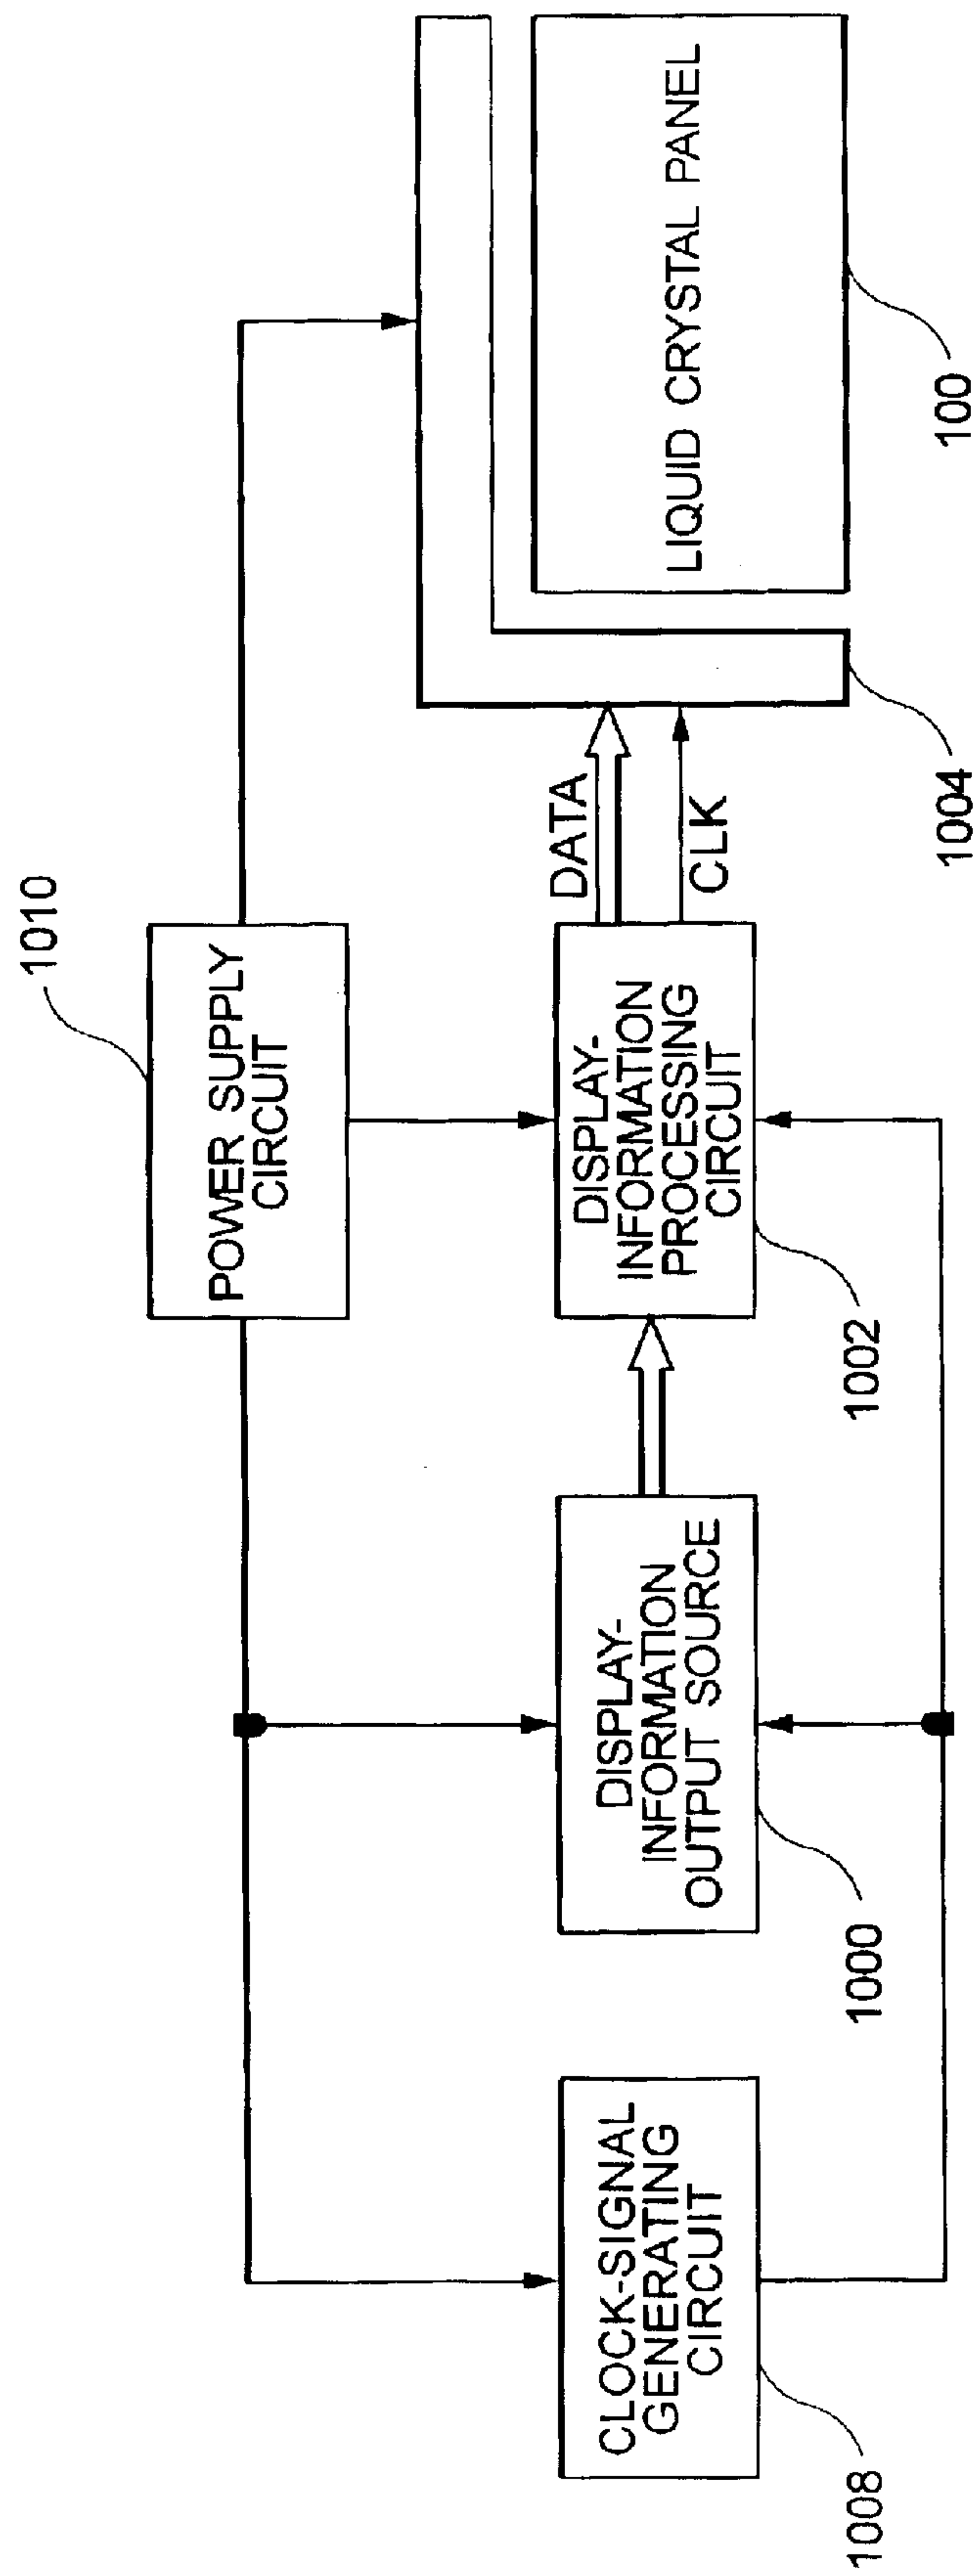 1010
POWER SUPPLY
CIRCUIT
CLOCK-SIGNAL
GENERATING
CIRCUIT
1008
DISPLAY-
INFORMATION
OUTPUT SOURCE
1000
DISPLAY-
INFORMATION
PROCESSING
CIRCUIT
1002
DATA
CLK
1004
LIQUID CRYSTAL PANEL
100